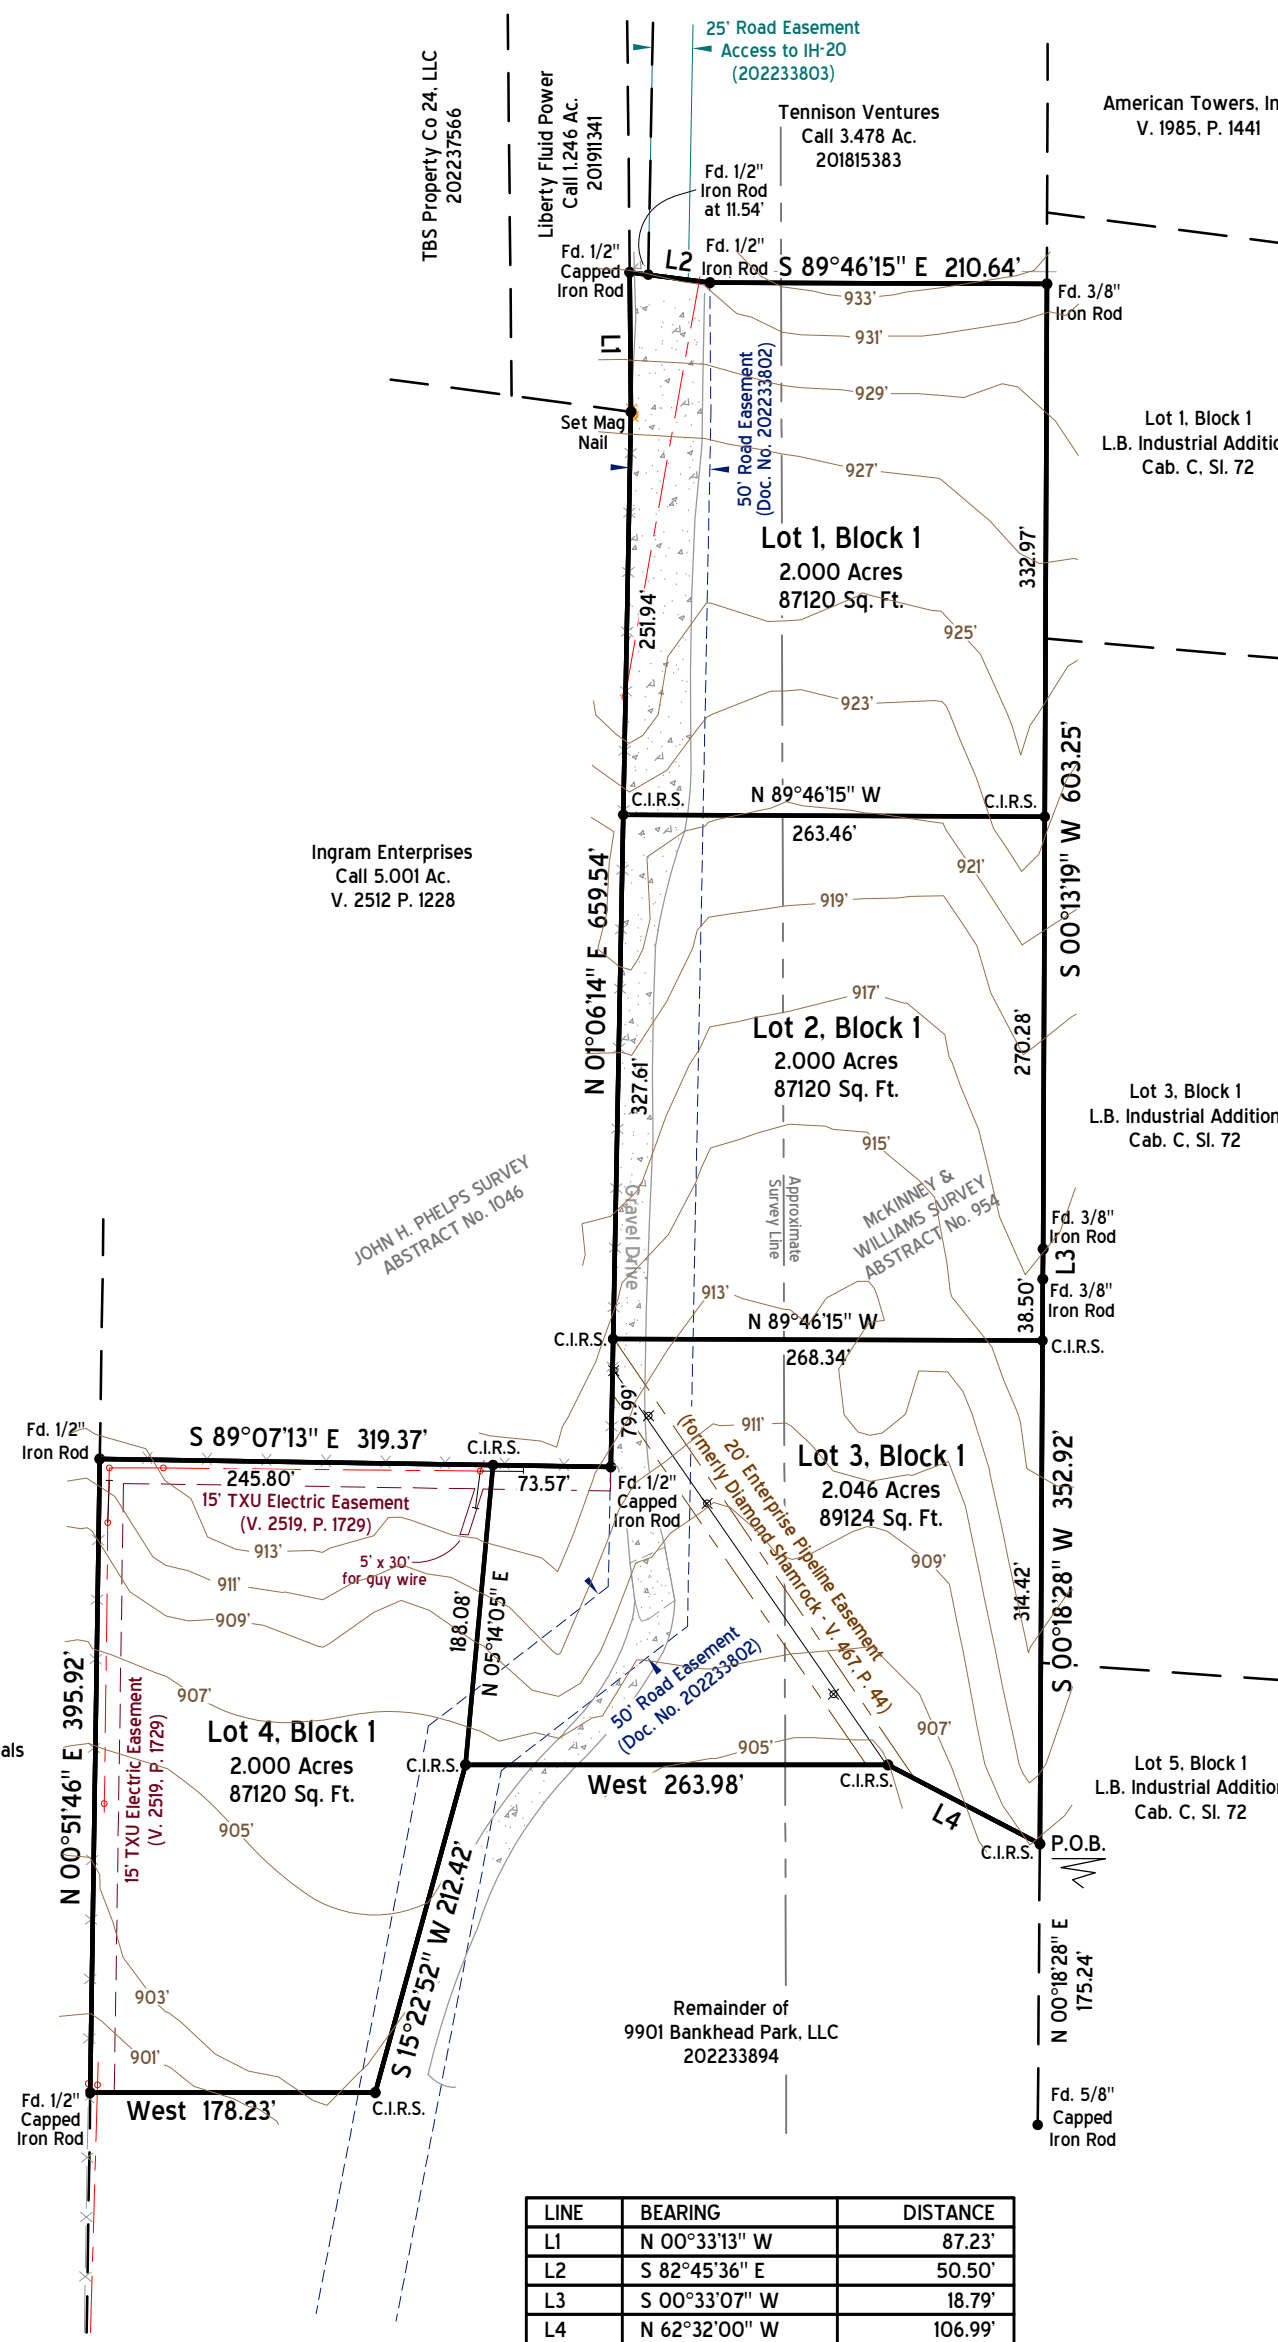 25' Road Easement
Access to IH-20
(202233803)
TBS Property Co 24, LLC
202237566
Liberty Fluid Power
Call 1.246 Ac.
201911341
Tennison Ventures
Call 3.478 Ac.
201815383
American Towers, In
V. 1985, P. 1441
Fd. 1/2"
Iron Rod
at 11.54'
Fd. 1/2"
Capped
Iron Rod
L2
Fd. 1/2"
Iron Rod
S 89°46'15" E 210.64'
Fd. 3/8"
Iron Rod
933'
931'
L1
929'
Set Mag
Nail
50' Road Easement
(Doc. No. 202233802)
927'
Lot 1, Block 1
L.B. Industrial Additio
Cab. C, Sl. 72
Lot 1, Block 1
2.000 Acres
87120 Sq. Ft.
332.97'
251.94'
925'
923'
S 00°13'19" W 603.25'
C.I.R.S.
N 89°46'15" W
263.46'
C.I.R.S.
Ingram Enterprises
Call 5.001 Ac.
V. 2512 P. 1228
921'
919'
N 01°06'14" E 659.54'
917'
Lot 2, Block 1
2.000 Acres
87120 Sq. Ft.
327.61'
270.28'
Lot 3, Block 1
L.B. Industrial Addition
Cab. C, Sl. 72
915'
JOHN H. PHELPS SURVEY
ABSTRACT No. 1046
Gravel Drive
Approximate
Survey Line
McKINNEY &
WILLIAMS SURVEY
ABSTRACT No. 954
Fd. 3/8"
Iron Rod
L3
Fd. 3/8"
Iron Rod
38.50'
913'
C.I.R.S.
N 89°46'15" W
268.34'
C.I.R.S.
79.99'
Fd. 1/2"
Iron Rod
S 89°07'13" E 319.37'
245.80'
C.I.R.S.
73.57'
Fd. 1/2"
Capped
Iron Rod
15' TXU Electric Easement
(V. 2519, P. 1729)
5' x 30'
for guy wire
913'
911'
909'
911'
20' Enterprise Pipeline Easement
(formerly Diamond Shamrock - V. 467, P. 44)
Lot 3, Block 1
2.046 Acres
89124 Sq. Ft.
909'
314.42'
S 00°18'28" W 352.92'
188.08'
N 05°14'05" E
N 00°51'46" E 395.92'
15' TXU Electric Easement
(V. 2519, P. 1729)
907'
Lot 4, Block 1
2.000 Acres
87120 Sq. Ft.
50' Road Easement
(Doc. No. 202233802)
907'
905'
als
C.I.R.S.
West 263.98'
C.I.R.S.
L4
Lot 5, Block 1
L.B. Industrial Addition
Cab. C, Sl. 72
905'
C.I.R.S.
P.O.B.
S 15°22'52" W 212.42'
N 00°18'28" E
175.24'
903'
901'
Remainder of
9901 Bankhead Park, LLC
202233894
Fd. 1/2"
Capped
Iron Rod
West 178.23'
C.I.R.S.
Fd. 5/8"
Capped
Iron Rod
LINE BEARING DISTANCE
L1 N 00°33'13" W 87.23'
L2 S 82°45'36" E 50.50'
L3 S 00°33'07" W 18.79'
L4 N 62°32'00" W 106.99'